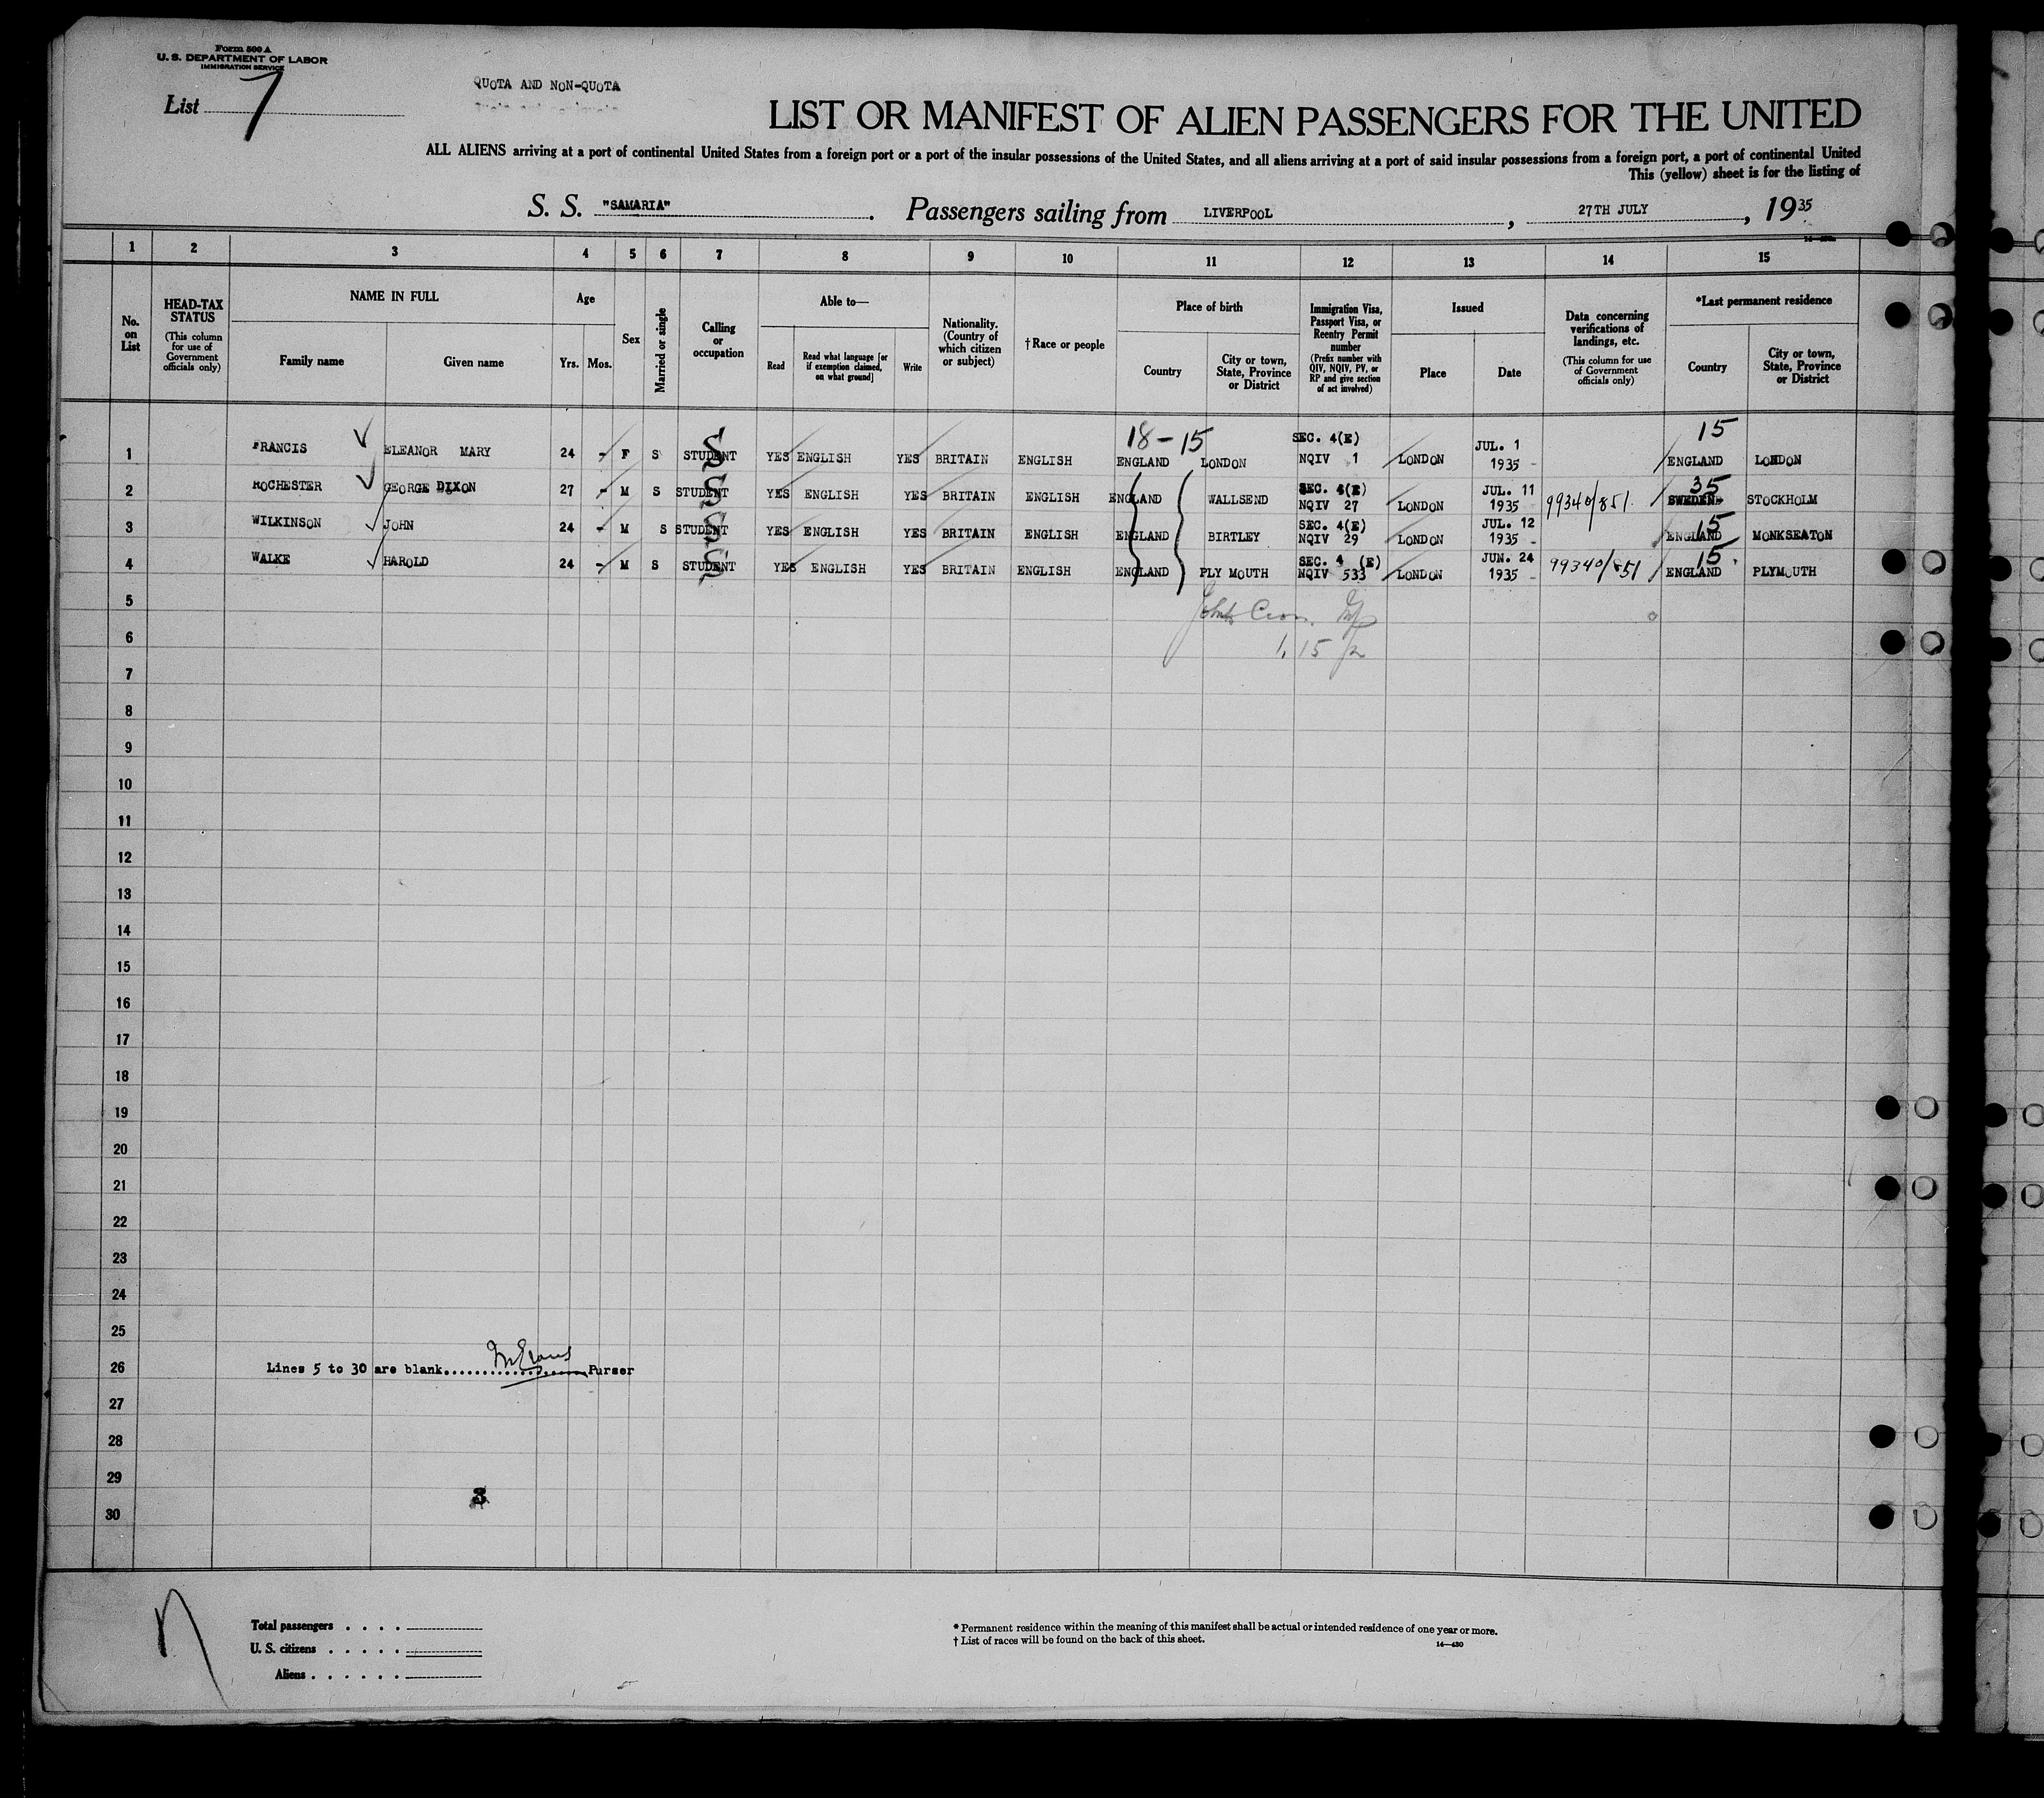 Form 500 A
U. S. DEPARTMENT OF LABOR
IMMIGRATION SERVICE
List 7
QUOTA AND NON-QUOTA
LIST OR MANIFEST OF ALIEN PASSENGERS FOR THE UNITED
ALL ALIENS arriving at a port of continental United States from a foreign port or a port of the insular possessions of the United States, and all aliens arriving at a port of said insular possessions from a foreign port, a port of continental United
This (yellow) sheet is for the listing of
S. S. "SAMARIA". Passengers sailing from LIVERPOOL, 27TH JULY, 1935
1 2 3 4 5 6 7 8 9 10 11 12 13 14 15
No. on List
HEAD-TAX STATUS
(This column for use of Government officials only)
NAME IN FULL
Family name
Given name
Age
Yrs. Mos.
Sex
Married or single
Calling or occupation
Able to—
Read
Read what language [or if exemption claimed, on what ground]
Write
Nationality. (Country of which citizen or subject)
†Race or people
Place of birth
Country
City or town, State, Province or District
Immigration Visa, Passport Visa, or Reentry Permit number
(Prefix number with QIV, NQIV, PV, or RP and give section of act involved)
Issued
Place
Date
Data concerning verifications of landings, etc.
(This column for use of Government officials only)
*Last permanent residence
Country
City or town, State, Province or District
18-15 15
1 FRANCIS ELEANOR MARY 24 - F S STUDENT S YES ENGLISH YES BRITAIN ENGLISH ENGLAND LONDON SEC. 4(E) NQIV 1 LONDON JUL. 1 1935 - ENGLAND LONDON
2 ROCHESTER GEORGE DIXON 27 - M S STUDENT S YES ENGLISH YES BRITAIN ENGLISH ENGLAND WALLSEND SEC. 4(E) NQIV 27 LONDON JUL. 11 1935 - 99340/851 35 SWEDEN STOCKHOLM
3 WILKINSON JOHN 24 - M S STUDENT S YES ENGLISH YES BRITAIN ENGLISH ENGLAND BIRTLEY SEC. 4(E) NQIV 29 LONDON JUL. 12 1935 - 15 ENGLAND MONKSEATON
4 WALKE HAROLD 24 - M S STUDENT S YES ENGLISH YES BRITAIN ENGLISH ENGLAND PLY MOUTH SEC. 4 (E) NQIV 533 LONDON JUN. 24 1935 - 99340/851 15 ENGLAND PLYMOUTH
5
6
7
8
9
10
11
12
13
14
15
16
17
18
19
20
21
22
23
24
25
26 Lines 5 to 30 are blank.......................Purser
27
28
29
3
30
Total passengers . . . .
U. S. citizens . . . . .
Aliens . . . . . .
* Permanent residence within the meaning of this manifest shall be actual or intended residence of one year or more.
† List of races will be found on the back of this sheet.
14—430